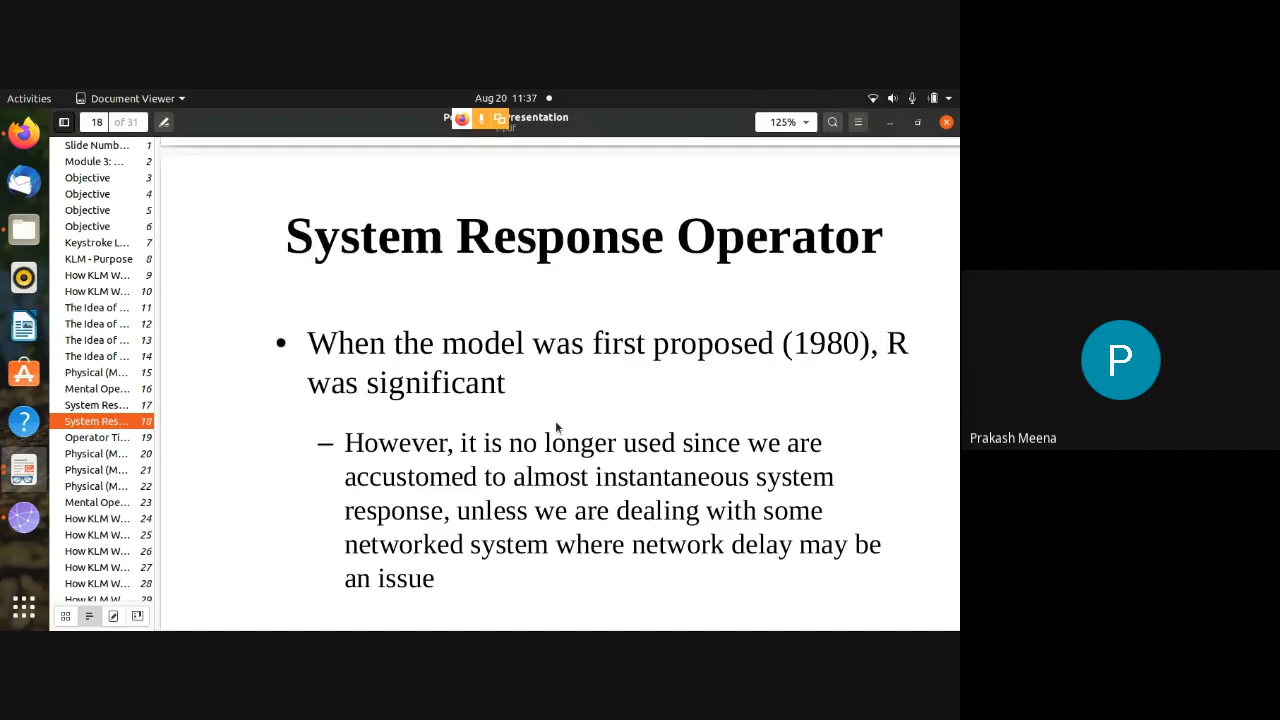 Activities
Document Viewer
Aug 20 11:37
18 of 31
Presentation
125%
Slide Numb... 1
Module 3: ... 2
Objective 3
Objective 4
Objective 5
Objective 6
Keystroke L... 7
KLM - Purpose 8
How KLM W... 9
How KLM W... 10
The Idea of ... 11
The Idea of ... 12
The Idea of ... 13
The Idea of ... 14
Physical (M... 15
Mental Ope... 16
System Res... 17
System Res... 18
Operator Ti... 19
Physical (M... 20
Physical (M... 21
Physical (M... 22
Mental Ope... 23
How KLM W... 24
How KLM W... 25
How KLM W... 26
How KLM W... 27
How KLM W... 28
How KLM W... 29
System Response Operator
• When the model was first proposed (1980), R
was significant
– However, it is no longer used since we are
accustomed to almost instantaneous system
response, unless we are dealing with some
networked system where network delay may be
an issue
P
Prakash Meena